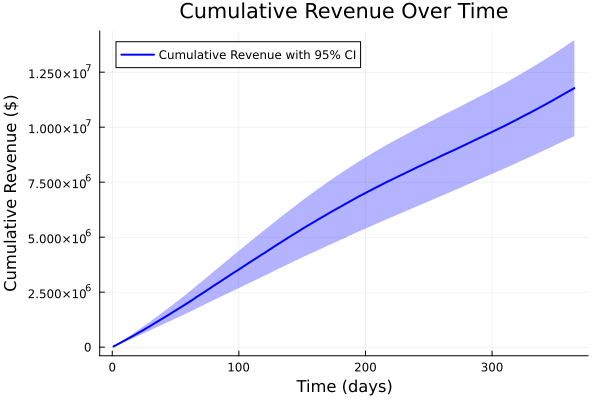 Cumulative Revenue Over Time
Cumulative Revenue with 95% CI
Cumulative Revenue ($)
1.250×10⁷
1.000×10⁷
7.500×10⁶
5.000×10⁶
2.500×10⁶
0
0 100 200 300
Time (days)